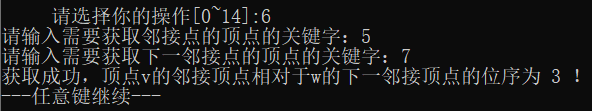 请选择你的操作[0~14]:6
请输入需要获取邻接点的顶点的关键字：5
请输入需要获取下一邻接点的顶点的关键字：7
获取成功，顶点v的邻接顶点相对于w的下一邻接顶点的位序为 3 ！
---任意键继续---